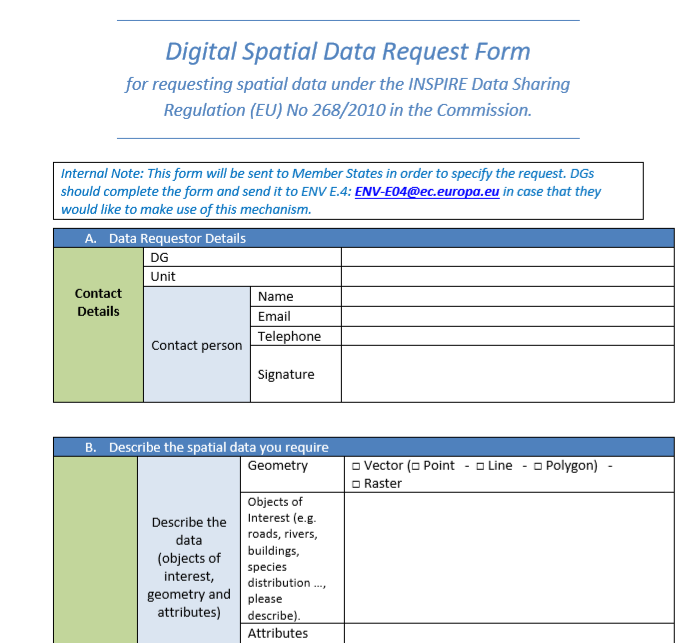 Digital Spatial Data Request Form
for requesting spatial data under the INSPIRE Data Sharing
Regulation (EU) No 268/2010 in the Commission.
Internal Note: This form will be sent to Member States in order to specify the request. DGs
should complete the form and send it to ENV E.4: ENV-E04@ec.europa.eu in case that they
would like to make use of this mechanism.
A. Data Requestor Details
Contact
Details
DG
Unit
Contact person
Name
Email
Telephone
Signature
B. Describe the spatial data you require
Describe the
data
(objects of
interest,
geometry and
attributes)
Geometry
□ Vector (□ Point - □ Line - □ Polygon) -
□ Raster
Objects of
Interest (e.g.
roads, rivers,
buildings,
species
distribution ...,
please
describe).
Attributes